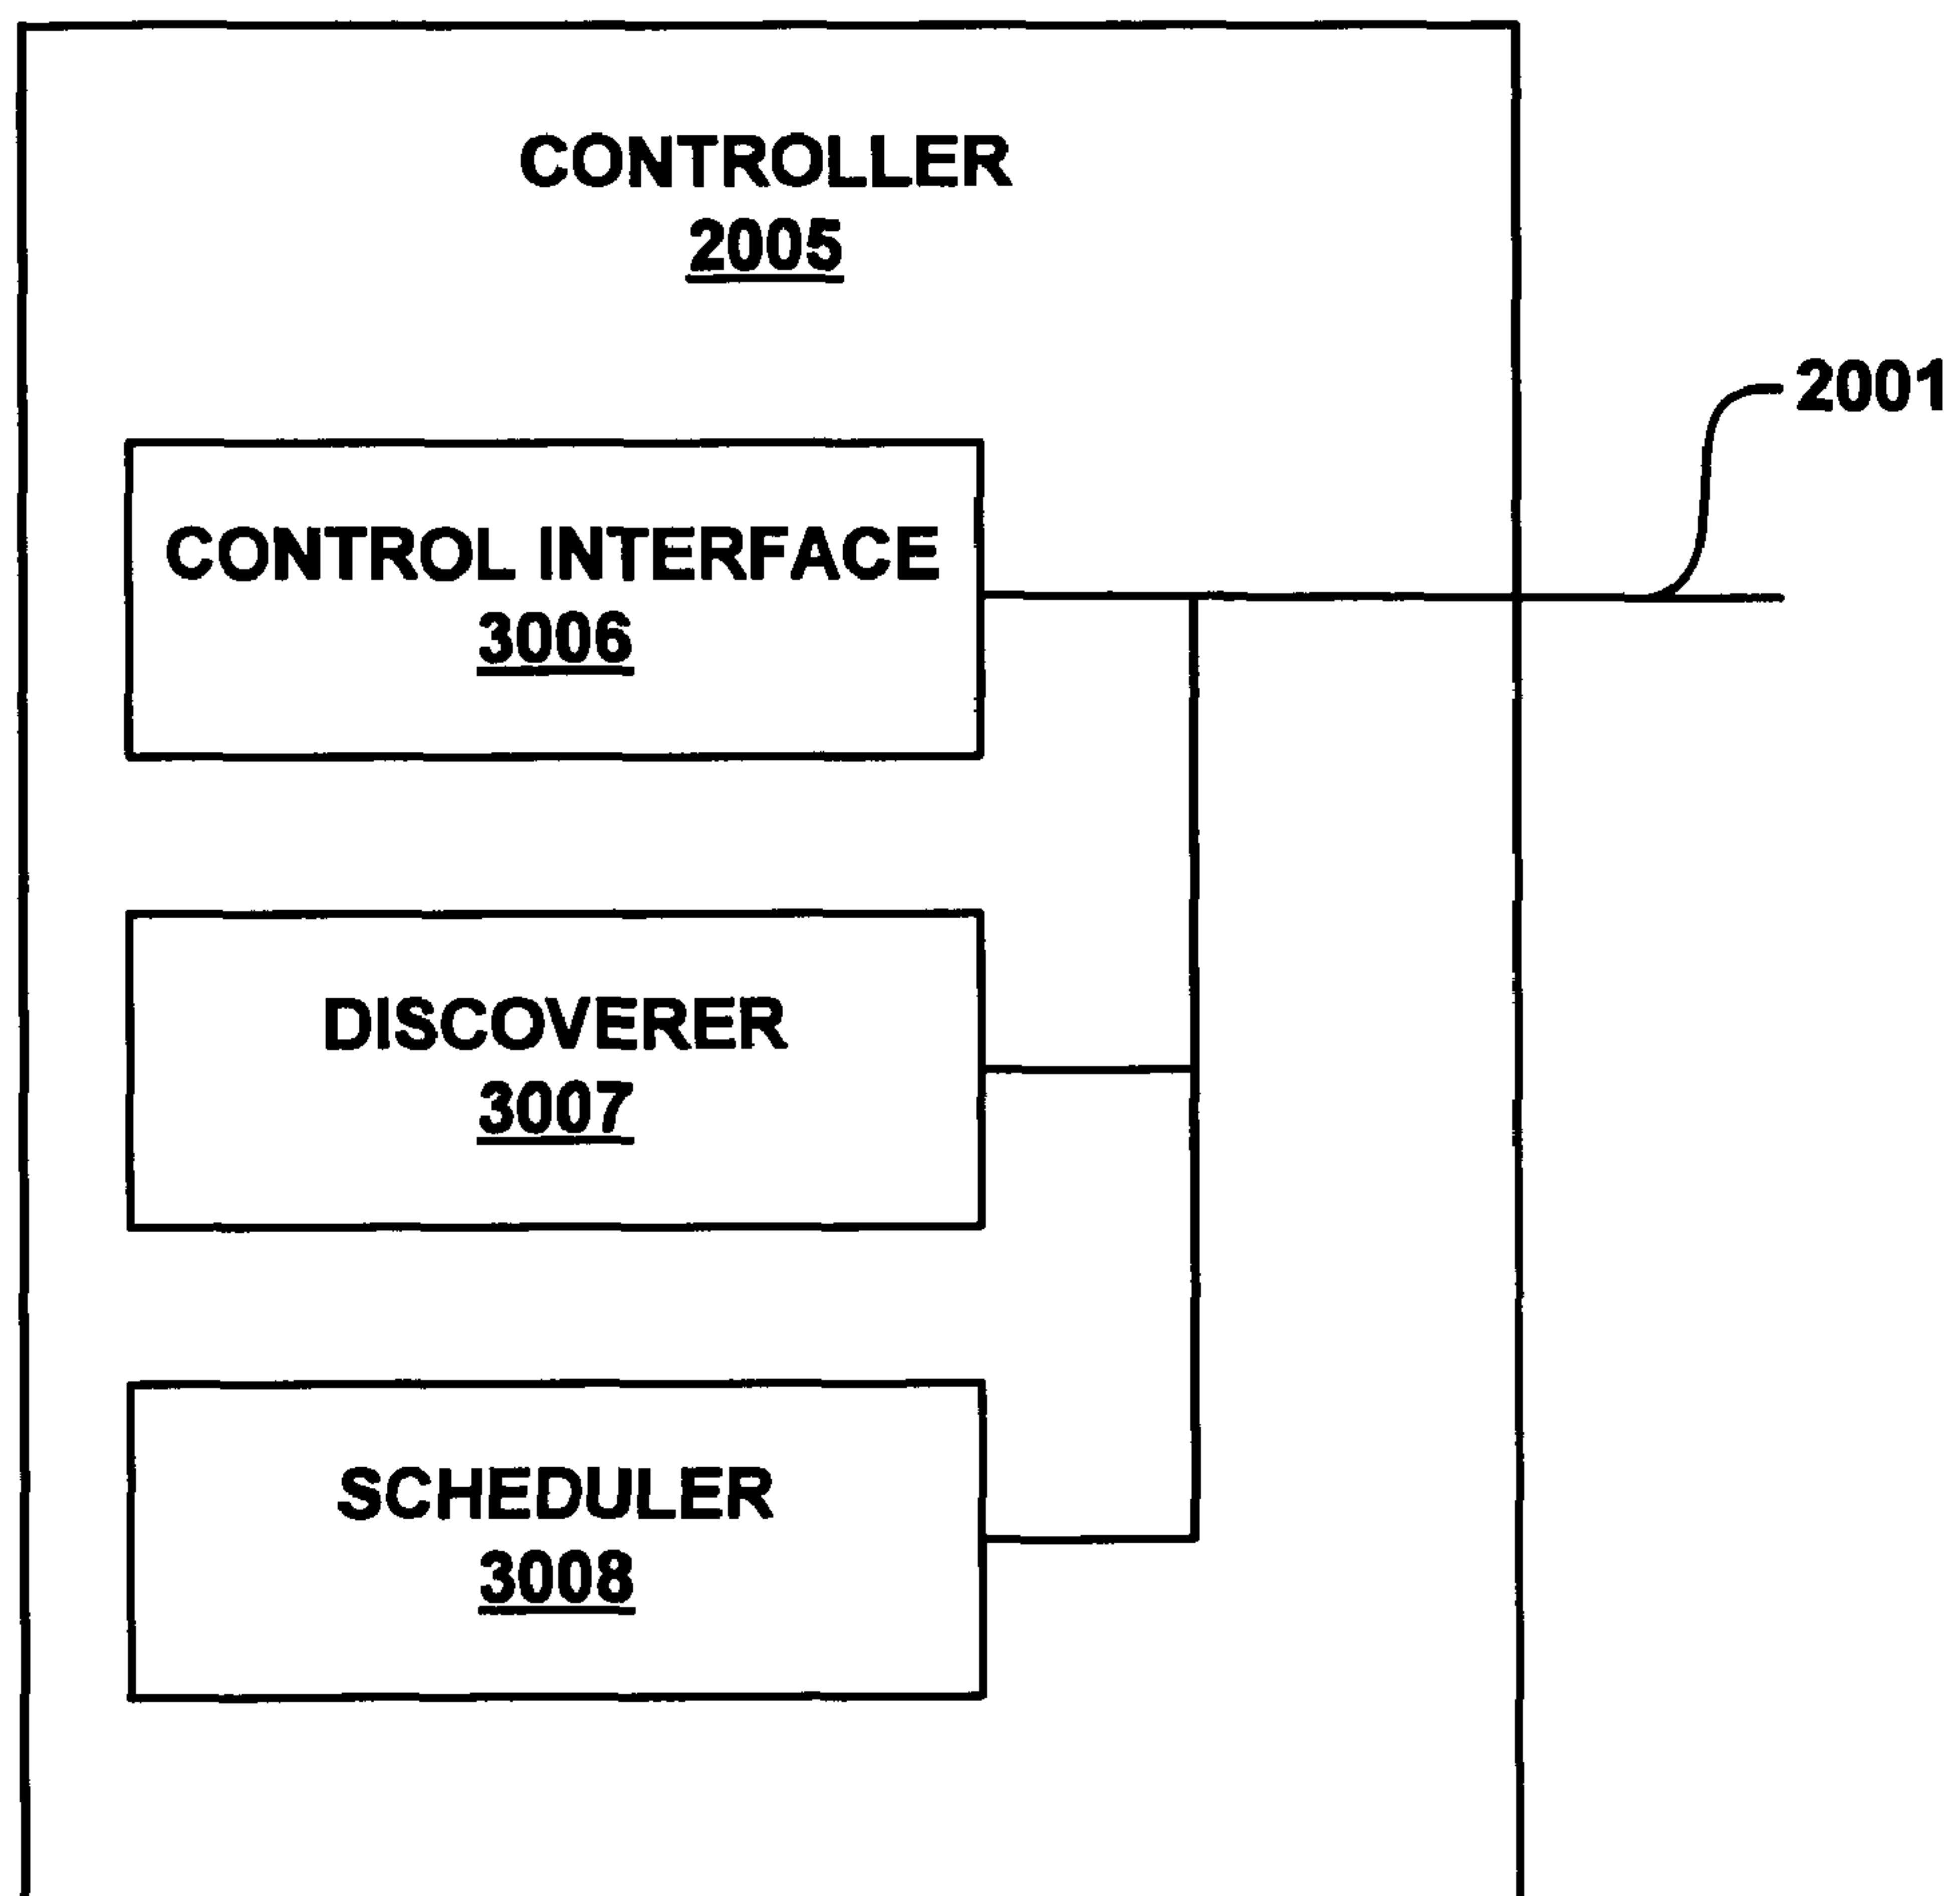 CONTROLLER
2005
2001
CONTROL INTERFACE
3006
DISCOVERER
3007
SCHEDULER
3008